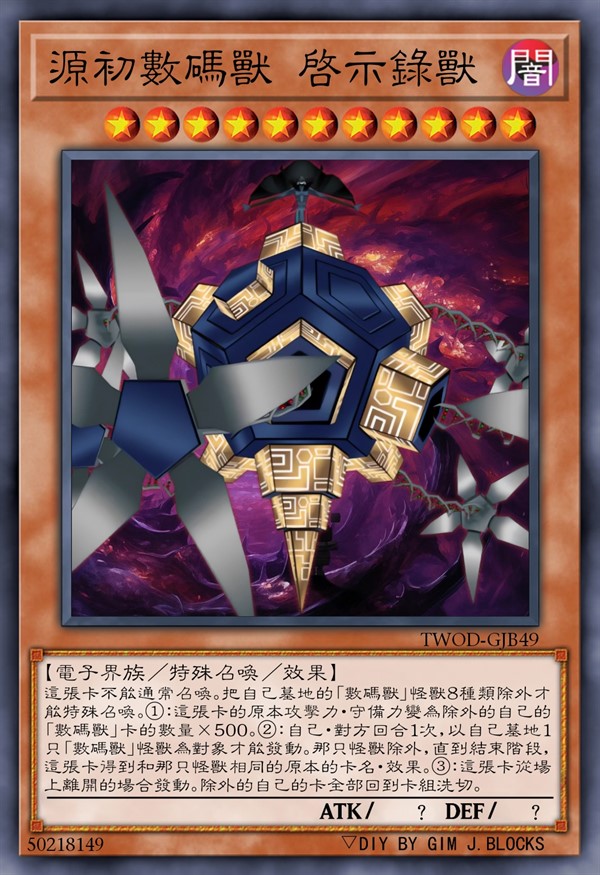 源初數碼獸 啓示錄獸
闇
TWOD-GJB49
【電子界族／特殊召喚／效果】
這張卡不能通常召喚。把自己墓地的「數碼獸」怪獸8種類除外才
能特殊召喚。①:這張卡的原本攻擊力·守備力變為除外的自己的
「數碼獸」卡的數量×500。②:自己·對方回合1次,以自己墓地1
只「數碼獸」怪獸為對象才能發動。那只怪獸除外,直到結束階段,
這張卡得到和那只怪獸相同的原本的卡名·效果。③:這張卡從場
上離開的場合發動。除外的自己的卡全部回到卡組洗切。
ATK/ ? DEF/ ?
50218149 ▽DIY BY GIM J.BLOCKS